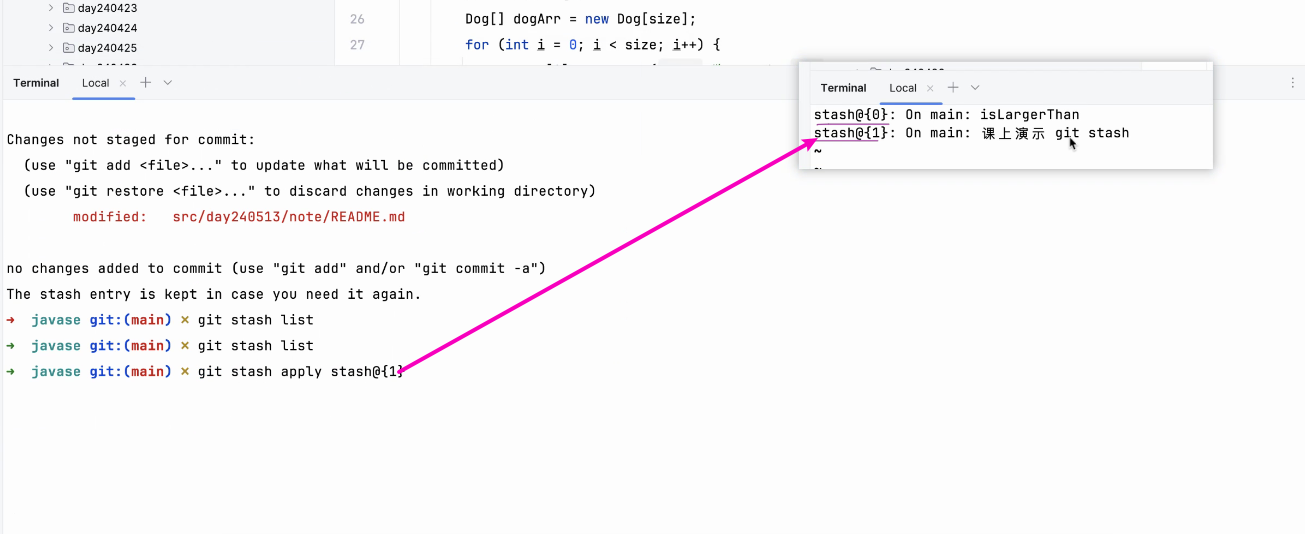 day240423
day240424
day240425
26 Dog[] dogArr = new Dog[size];
27 for (int i = 0; i < size; i++) {
Terminal Local
Changes not staged for commit:
(use "git add <file>..." to update what will be committed)
(use "git restore <file>..." to discard changes in working directory)
modified: src/day240513/note/README.md
no changes added to commit (use "git add" and/or "git commit -a")
The stash entry is kept in case you need it again.
→ javase git:(main) × git stash list
→ javase git:(main) × git stash list
→ javase git:(main) × git stash apply stash@{1}
Terminal Local
stash@{0}: On main: isLargerThan
stash@{1}: On main: 课上演示 git stash
~